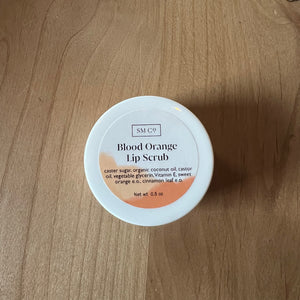 SM CO
Blood Orange
Lip Scrub
caster sugar, organic coconut oil, castor
oil, vegetable glycerin, Vitamin E, sweet
orange e.o., cinnamon leaf e.o.
Net wt. 0.5 oz